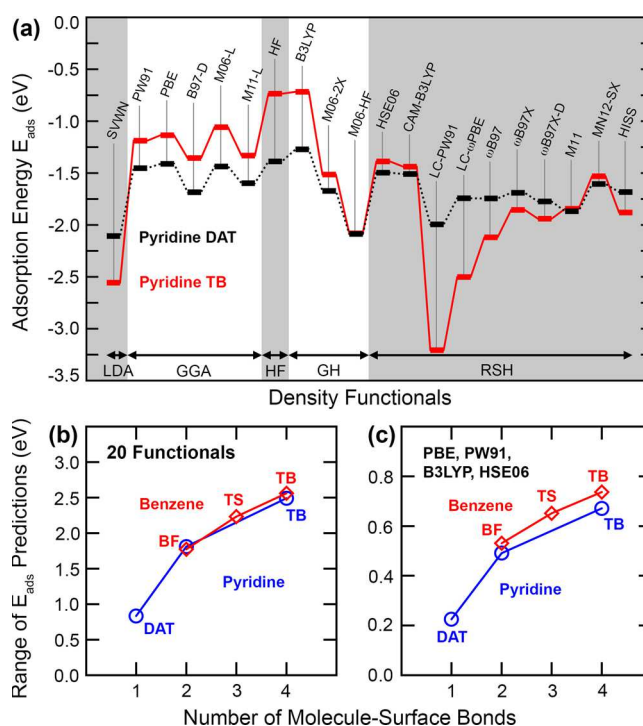 (a)
0.0
-0.5
-1.0
-1.5
-2.0
-2.5
-3.0
-3.5
Adsorption Energy E_ads (eV)
SVWN
PW91
PBE
B97-D
M06-L
M11-L
HF
B3LYP
M06-2X
M06-HF
HSE06
CAM-B3LYP
LC-PW91
LC-ωPBE
ωB97
ωB97X
ωB97X-D
M11
MN12-SX
HISS
Pyridine DAT
Pyridine TB
LDA
GGA
HF
GH
RSH
Density Functionals
(b)
20 Functionals
3.0
2.5
2.0
1.5
1.0
0.5
0.0
Range of E_ads Predictions (eV)
Benzene
BF
TS
TB
TB
Pyridine
DAT
1 2 3 4
(c)
PBE, PW91,
B3LYP, HSE06
0.8
0.6
0.4
0.2
0.0
Benzene
BF
TS
TB
TB
Pyridine
DAT
1 2 3 4
Number of Molecule-Surface Bonds